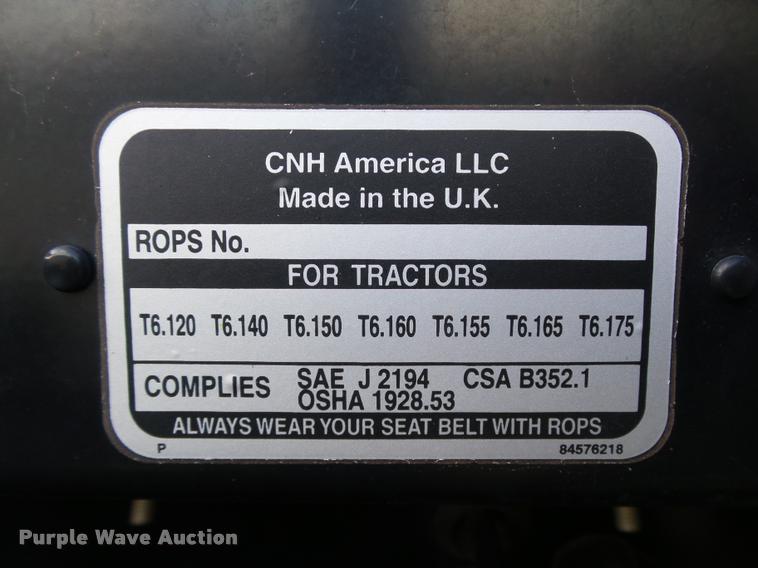 CNH America LLC
Made in the U.K.
ROPS No.
FOR TRACTORS
T6.120 T6.140 T6.150 T6.160 T6.155 T6.165 T6.175
COMPLIES SAE J 2194 CSA B352.1
OSHA 1928.53
ALWAYS WEAR YOUR SEAT BELT WITH ROPS
P 84576218
Purple Wave Auction